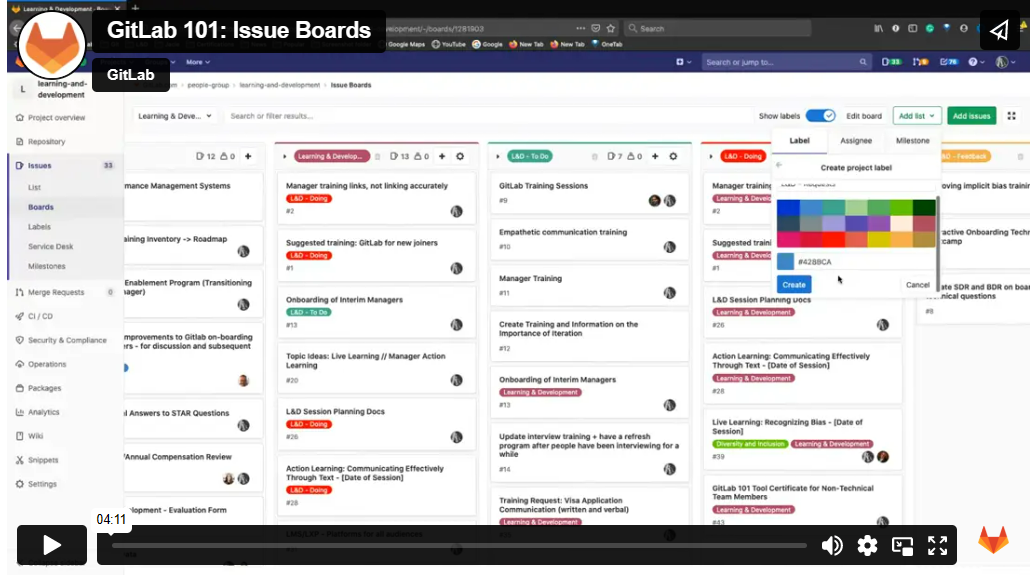 Learning & Development - Boards
GitLab 101: Issue Boards
GitLab
elopment/-/boards/1281903
Search
Google Maps
YouTube
Google
New Tab
New Tab
OneTab
More
Search or jump to...
33
76
L
learning-and-
development
people-group
learning-and-development
Issue Boards
Project overview
Repository
Issues
33
List
Boards
Labels
Service Desk
Milestones
Merge Requests
0
CI / CD
Security & Compliance
Operations
Packages
Analytics
Wiki
Snippets
Settings
Learning & Deve...
Search or filter results...
Show labels
Edit board
Add list
Add issues
12
0
mance Management Systems
aining Inventory -> Roadmap
Enablement Program (Transitioning
nager)
mprovements to Gitlab on-boarding
rs - for discussion and subsequent
l Answers to STAR Questions
/Annual Compensation Review
elopment - Evaluation Form
Learning & Develop...
13
0
Manager training links, not linking accurately
L&D - Doing
#2
Suggested training: GitLab for new joiners
L&D - Doing
#1
Onboarding of Interim Managers
L&D - To Do
#13
Topic Ideas: Live Learning // Manager Action
Learning
#20
L&D Session Planning Docs
L&D - Doing
#26
Action Learning: Communicating Effectively
Through Text - [Date of Session]
L&D - Doing
#28
LMS/LXP - Platforms for all audiences
L&D - To Do
7
0
GitLab Training Sessions
#9
Empathetic communication training
#10
Manager Training
#11
Create Training and Information on the
Importance of Iteration
#12
Onboarding of Interim Managers
Learning & Development
#13
Update interview training + have a refresh
program after people have been interviewing for a
while
#14
Training Request: Visa Application
Communication (written and verbal)
Learning & Development
L&D - Doing
Manager training
Learning & Develo
#2
Suggested train
Learning & Develo
#1
L&D Session Planning Docs
Learning & Development
#26
Action Learning: Communicating Effectively
Through Text - [Date of Session]
Learning & Development
#28
Live Learning: Recognizing Bias - [Date of
Session]
Diversity and Inclusion
Learning & Development
#39
GitLab 101 Tool Certificate for Non-Technical
Team Members
Learning & Development
#43
Label
Assignee
Milestone
Create project label
L&D - Requests
#428BCA
Create
Cancel
&D - Feedback
oving implicit bias training
ractive Onboarding Techn
camp
te SDR and BDR on boar
hnical questions
#8
04:11